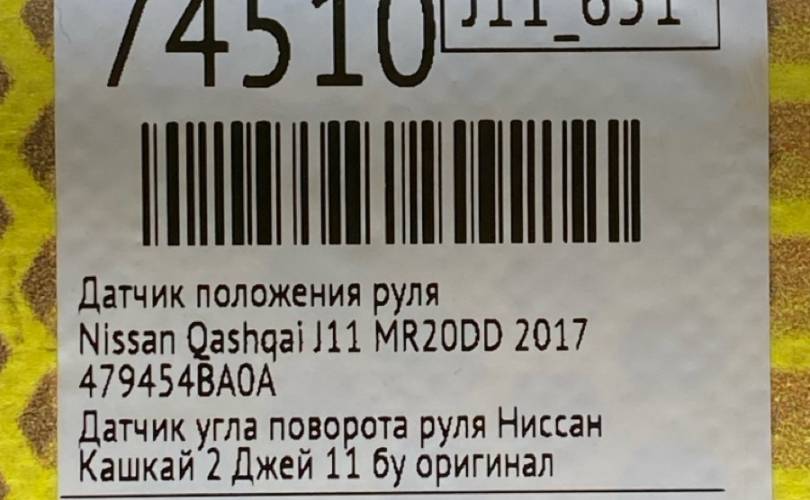 74510
J11_651
Датчик положения руля
Nissan Qashqai J11 MR20DD 2017
479454BA0A
Датчик угла поворота руля Ниссан
Кашкай 2 Джей 11 бу оригинал